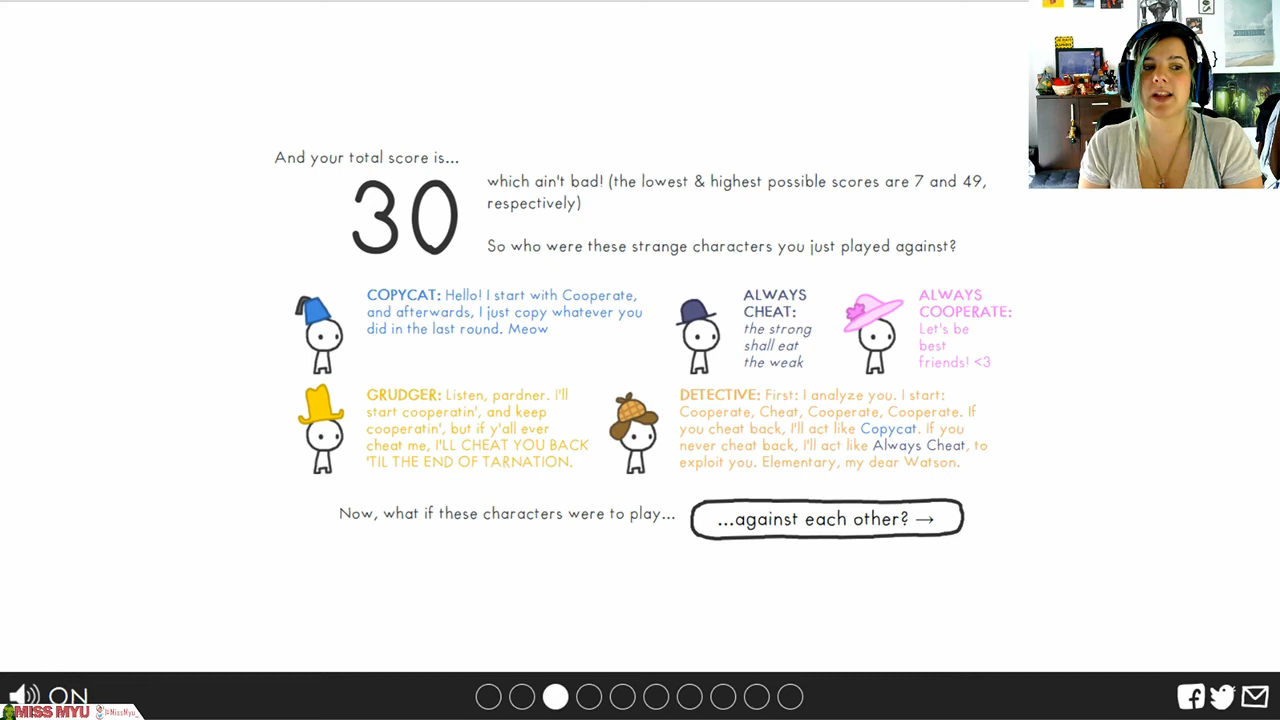 And your total score is...
30
which ain't bad! (the lowest & highest possible scores are 7 and 49,
respectively)
So who were these strange characters you just played against?
COPYCAT: Hello! I start with Cooperate,
and afterwards, I just copy whatever you
did in the last round. Meow
ALWAYS
CHEAT:
the strong
shall eat
the weak
ALWAYS
COOPERATE:
Let's be
best
friends! <3
GRUDGER: Listen, pardner. I'll
start cooperatin', and keep
cooperatin', but if y'all ever
cheat me, I'LL CHEAT YOU BACK
'TIL THE END OF TARNATION.
DETECTIVE: First: I analyze you. I start:
Cooperate, Cheat, Cooperate, Cooperate. If
you cheat back, I'll act like Copycat. If you
never cheat back, I'll act like Always Cheat, to
exploit you. Elementary, my dear Watson.
Now, what if these characters were to play...
...against each other? →
ON
MISS MYU
@MissMyu_